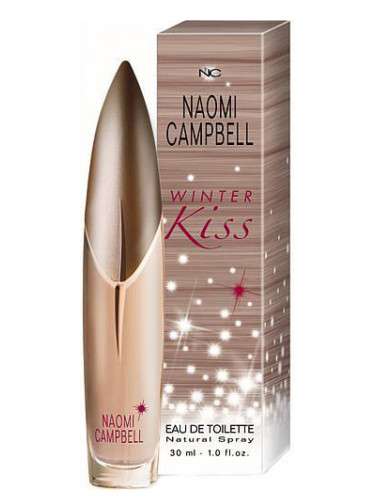 NC
NAOMI
CAMPBELL
WINTER
Kiss
EAU DE TOILETTE
Natural Spray
30 ml - 1.0 fl.oz.
NAOMI
CAMPBELL